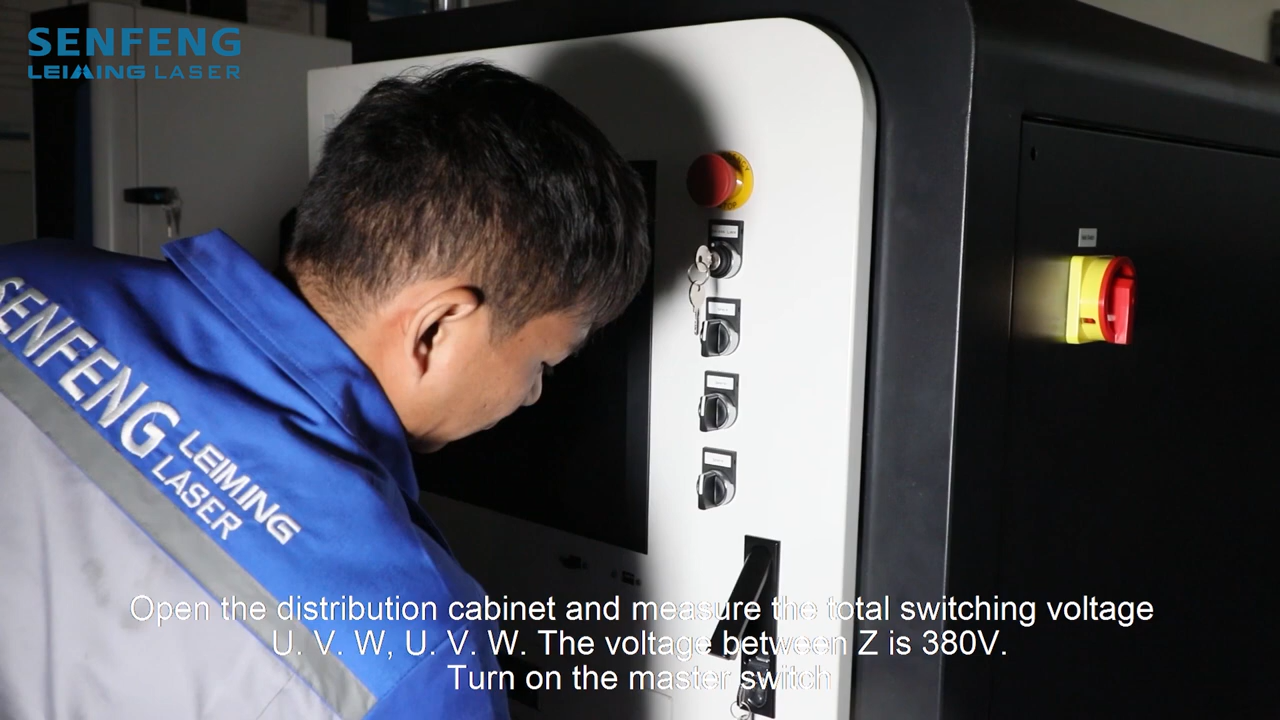 SENFENG
LEIMING LASER
SENFENG
LEIMING
LASER
Open the distribution cabinet and measure the total switching voltage
U. V. W, U. V. W. The voltage between Z is 380V.
Turn on the master switch